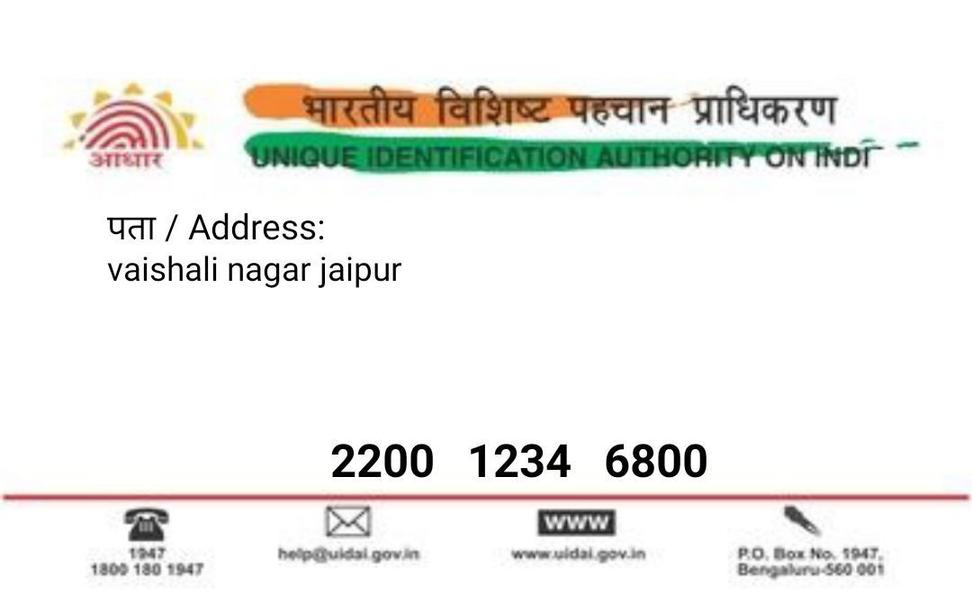 आधार
भारतीय विशिष्ट पहचान प्राधिकरण
UNIQUE IDENTIFICATION AUTHORITY ON INDI
पता / Address:
vaishali nagar jaipur
2200 1234 6800
1947
1800 180 1947
help@uidai.gov.in
WWW
www.uidai.gov.in
P.O. Box No. 1947,
Bengaluru-560 001